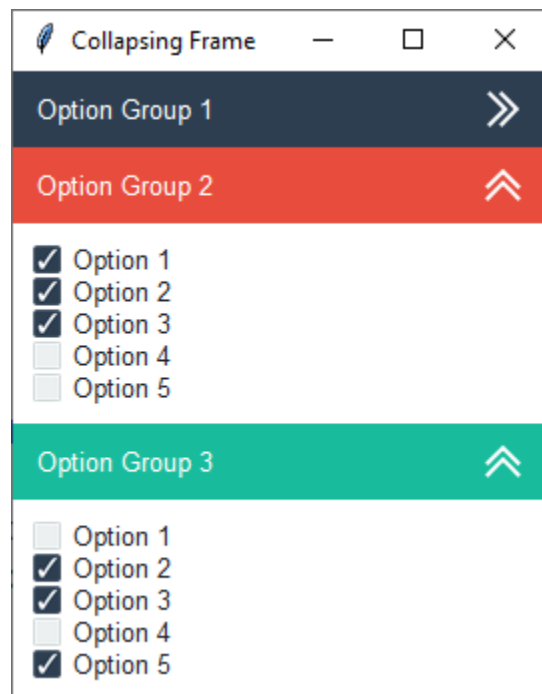 Collapsing Frame
Option Group 1
Option Group 2
Option 1
Option 2
Option 3
Option 4
Option 5
Option Group 3
Option 1
Option 2
Option 3
Option 4
Option 5